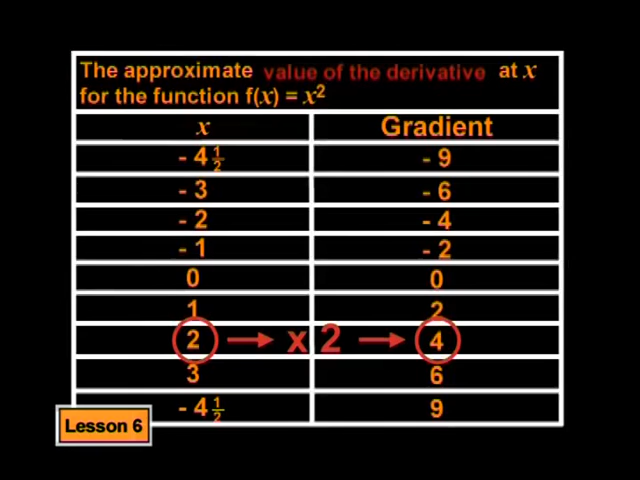 The approximate value of the derivative at x
for the function f(x) = x²
x Gradient
- 4½ - 9
- 3 - 6
- 2 - 4
- 1 - 2
0 0
1 2
2 → x 2 → 4
3 6
- 4½ 9
Lesson 6